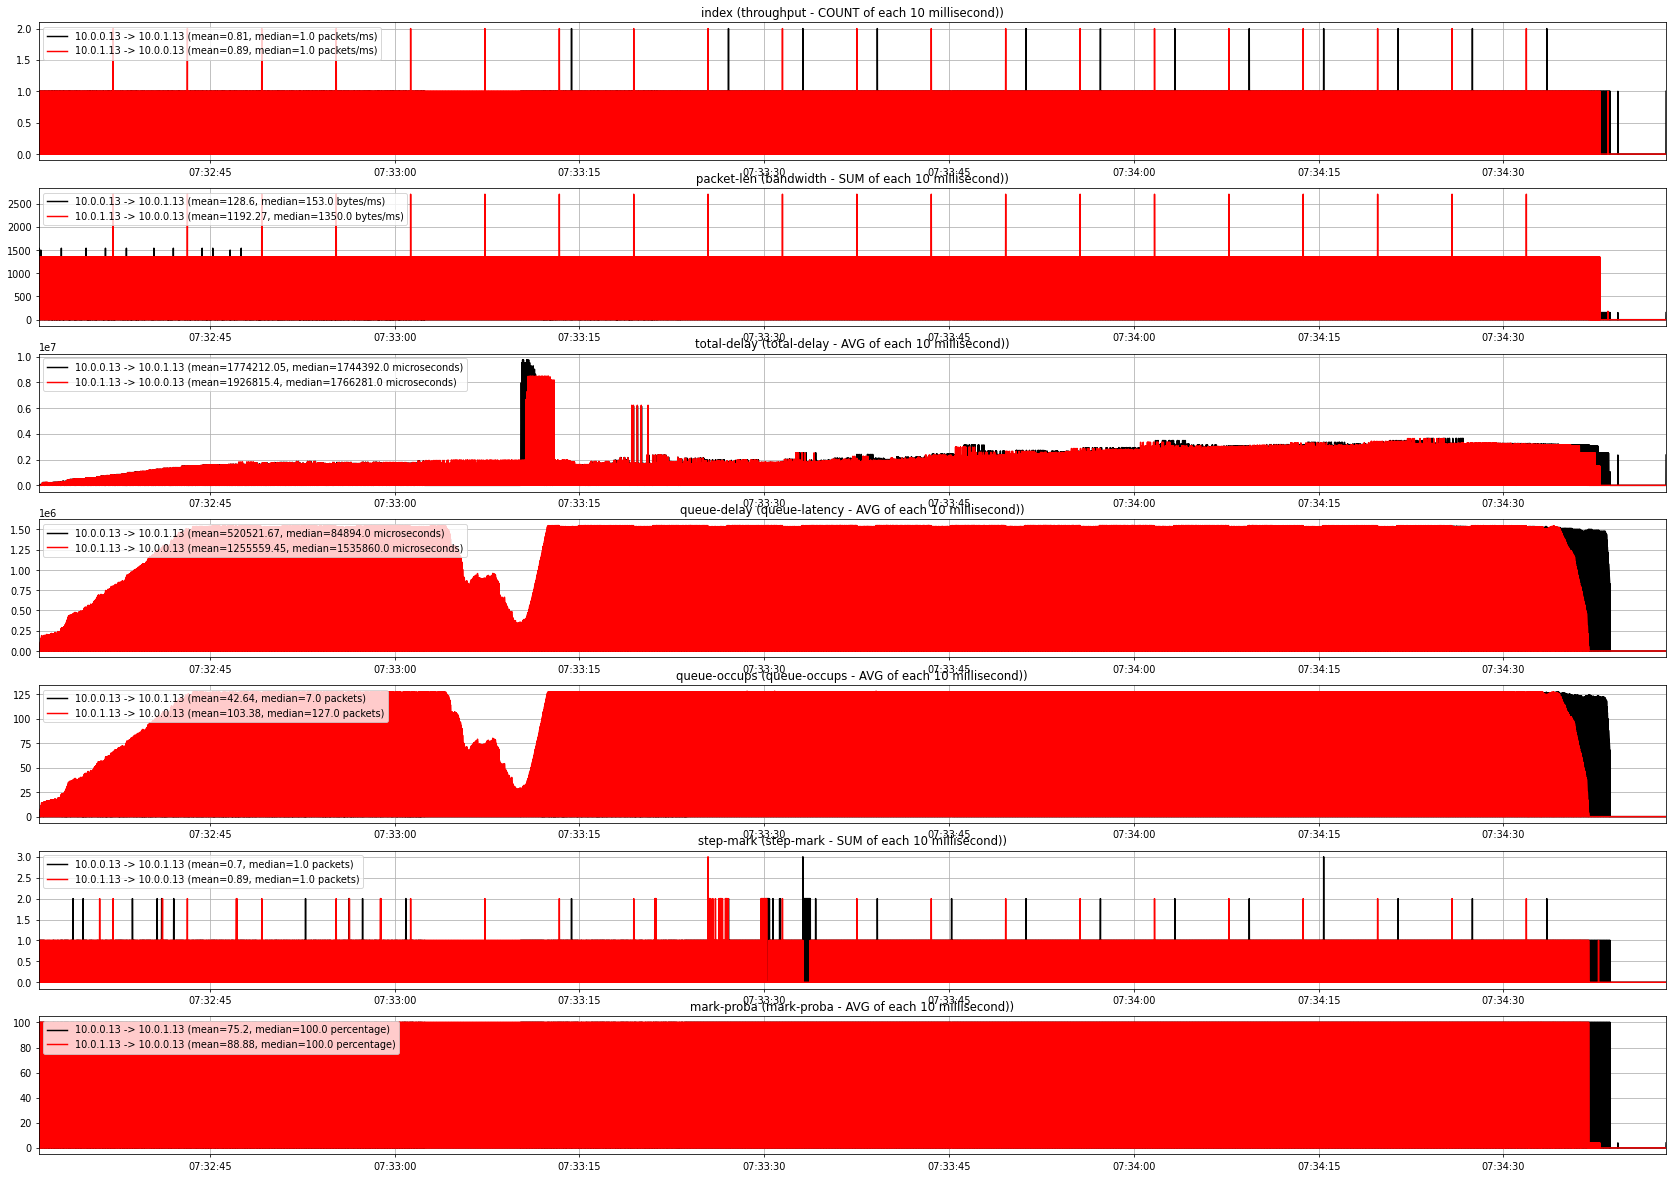 index (throughput - COUNT of each 10 millisecond))
10.0.0.13 -> 10.0.1.13 (mean=0.81, median=1.0 packets/ms)
10.0.1.13 -> 10.0.0.13 (mean=0.89, median=1.0 packets/ms)
2.0
1.5
1.0
0.5
0.0
07:32:45 07:33:00 07:33:15 07:33:30 07:33:45 07:34:00 07:34:15 07:34:30
packet-len (bandwidth - SUM of each 10 millisecond))
10.0.0.13 -> 10.0.1.13 (mean=128.6, median=153.0 bytes/ms)
10.0.1.13 -> 10.0.0.13 (mean=1192.27, median=1350.0 bytes/ms)
2500
2000
1500
1000
500
0
07:32:45 07:33:00 07:33:15 07:33:30 07:33:45 07:34:00 07:34:15 07:34:30
total-delay (total-delay - AVG of each 10 millisecond))
1e7
10.0.0.13 -> 10.0.1.13 (mean=1774212.05, median=1744392.0 microseconds)
10.0.1.13 -> 10.0.0.13 (mean=1926815.4, median=1766281.0 microseconds)
1.0
0.8
0.6
0.4
0.2
0.0
07:32:45 07:33:00 07:33:15 07:33:30 07:33:45 07:34:00 07:34:15 07:34:30
queue-delay (queue-latency - AVG of each 10 millisecond))
1e6
10.0.0.13 -> 10.0.1.13 (mean=520521.67, median=84894.0 microseconds)
10.0.1.13 -> 10.0.0.13 (mean=1255559.45, median=1535860.0 microseconds)
1.50
1.25
1.00
0.75
0.50
0.25
0.00
07:32:45 07:33:00 07:33:15 07:33:30 07:33:45 07:34:00 07:34:15 07:34:30
queue-occups (queue-occups - AVG of each 10 millisecond))
10.0.0.13 -> 10.0.1.13 (mean=42.64, median=7.0 packets)
10.0.1.13 -> 10.0.0.13 (mean=103.38, median=127.0 packets)
125
100
75
50
25
0
07:32:45 07:33:00 07:33:15 07:33:30 07:33:45 07:34:00 07:34:15 07:34:30
step-mark (step-mark - SUM of each 10 millisecond))
10.0.0.13 -> 10.0.1.13 (mean=0.7, median=1.0 packets)
10.0.1.13 -> 10.0.0.13 (mean=0.89, median=1.0 packets)
3.0
2.5
2.0
1.5
1.0
0.5
0.0
07:32:45 07:33:00 07:33:15 07:33:30 07:33:45 07:34:00 07:34:15 07:34:30
mark-proba (mark-proba - AVG of each 10 millisecond))
10.0.0.13 -> 10.0.1.13 (mean=75.2, median=100.0 percentage)
10.0.1.13 -> 10.0.0.13 (mean=88.88, median=100.0 percentage)
100
80
60
40
20
0
07:32:45 07:33:00 07:33:15 07:33:30 07:33:45 07:34:00 07:34:15 07:34:30